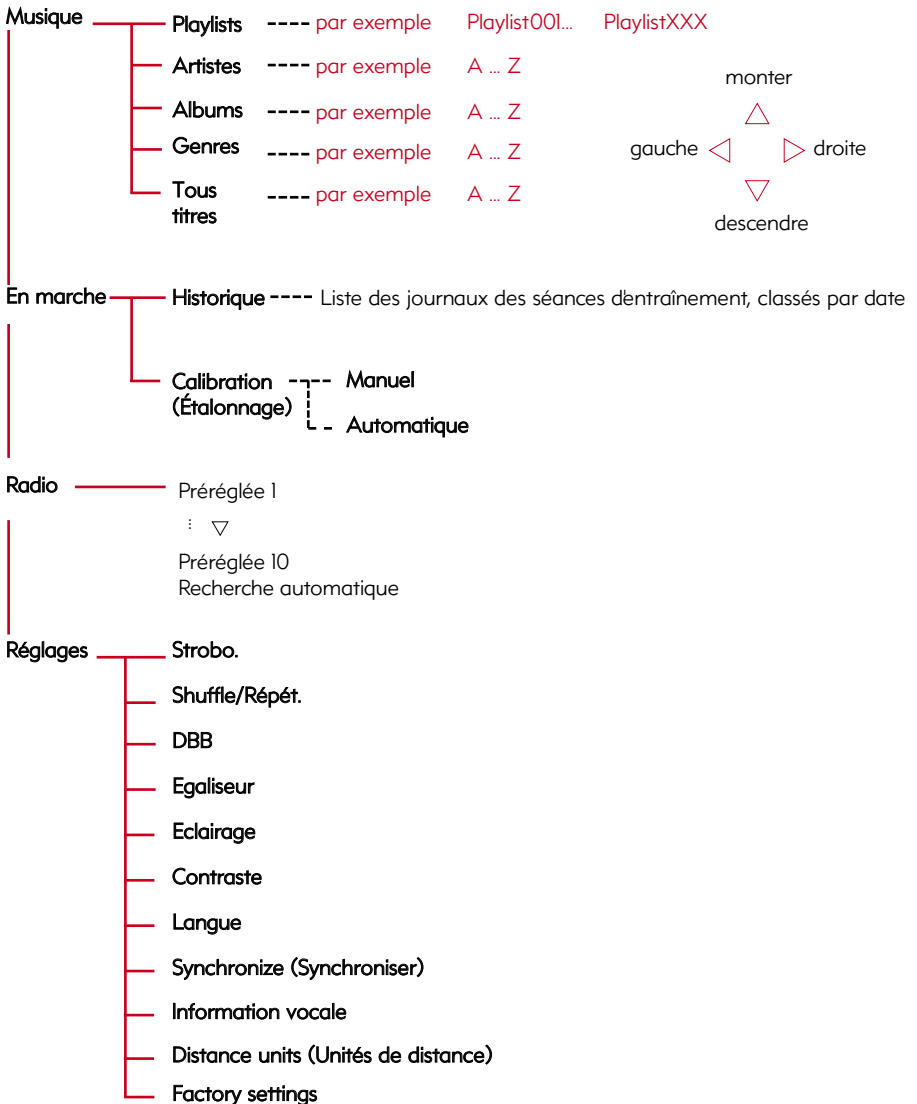 Musique
Playlists ---- par exemple Playlist001... PlaylistXXX
Artistes ---- par exemple A ... Z
Albums ---- par exemple A ... Z
Genres ---- par exemple A ... Z
Tous
titres ---- par exemple A ... Z
monter
gauche droite
descendre
En marche Historique ---- Liste des journaux des séances d'entraînement, classés par date
Calibration
(Étalonnage)
Manuel
Automatique
Radio Préréglée 1
Préréglée 10
Recherche automatique
Réglages Strobo.
Shuffle/Répét.
DBB
Egaliseur
Eclairage
Contraste
Langue
Synchronize (Synchroniser)
Information vocale
Distance units (Unités de distance)
Factory settings